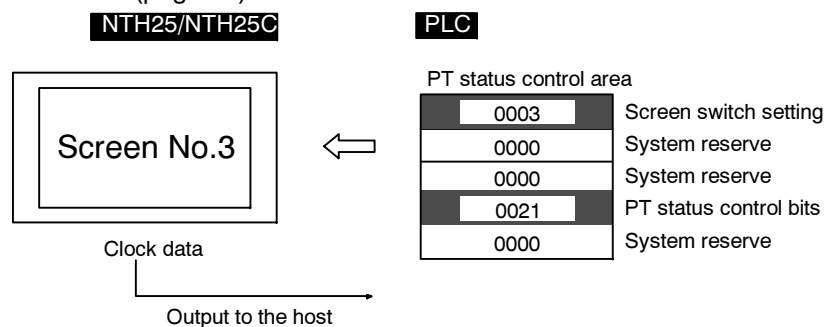 NTH25/NTH25C
PLC
PT status control area
Screen No.3
0003 Screen switch setting
0000 System reserve
0000 System reserve
0021 PT status control bits
0000 System reserve
Clock data
Output to the host